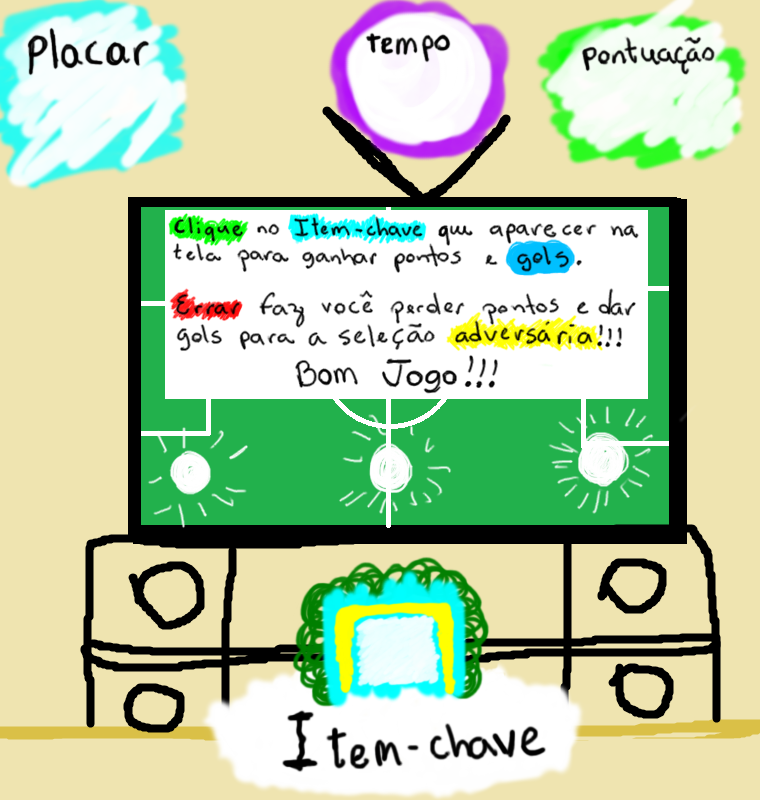 Placar
tempo
Pontuação
Clique no Item-chave que aparecer na
tela para ganhar pontos e gols.
Errar faz você perder pontos e dar
gols para a seleção adversária!!!
Bom Jogo!!!
Item-chave